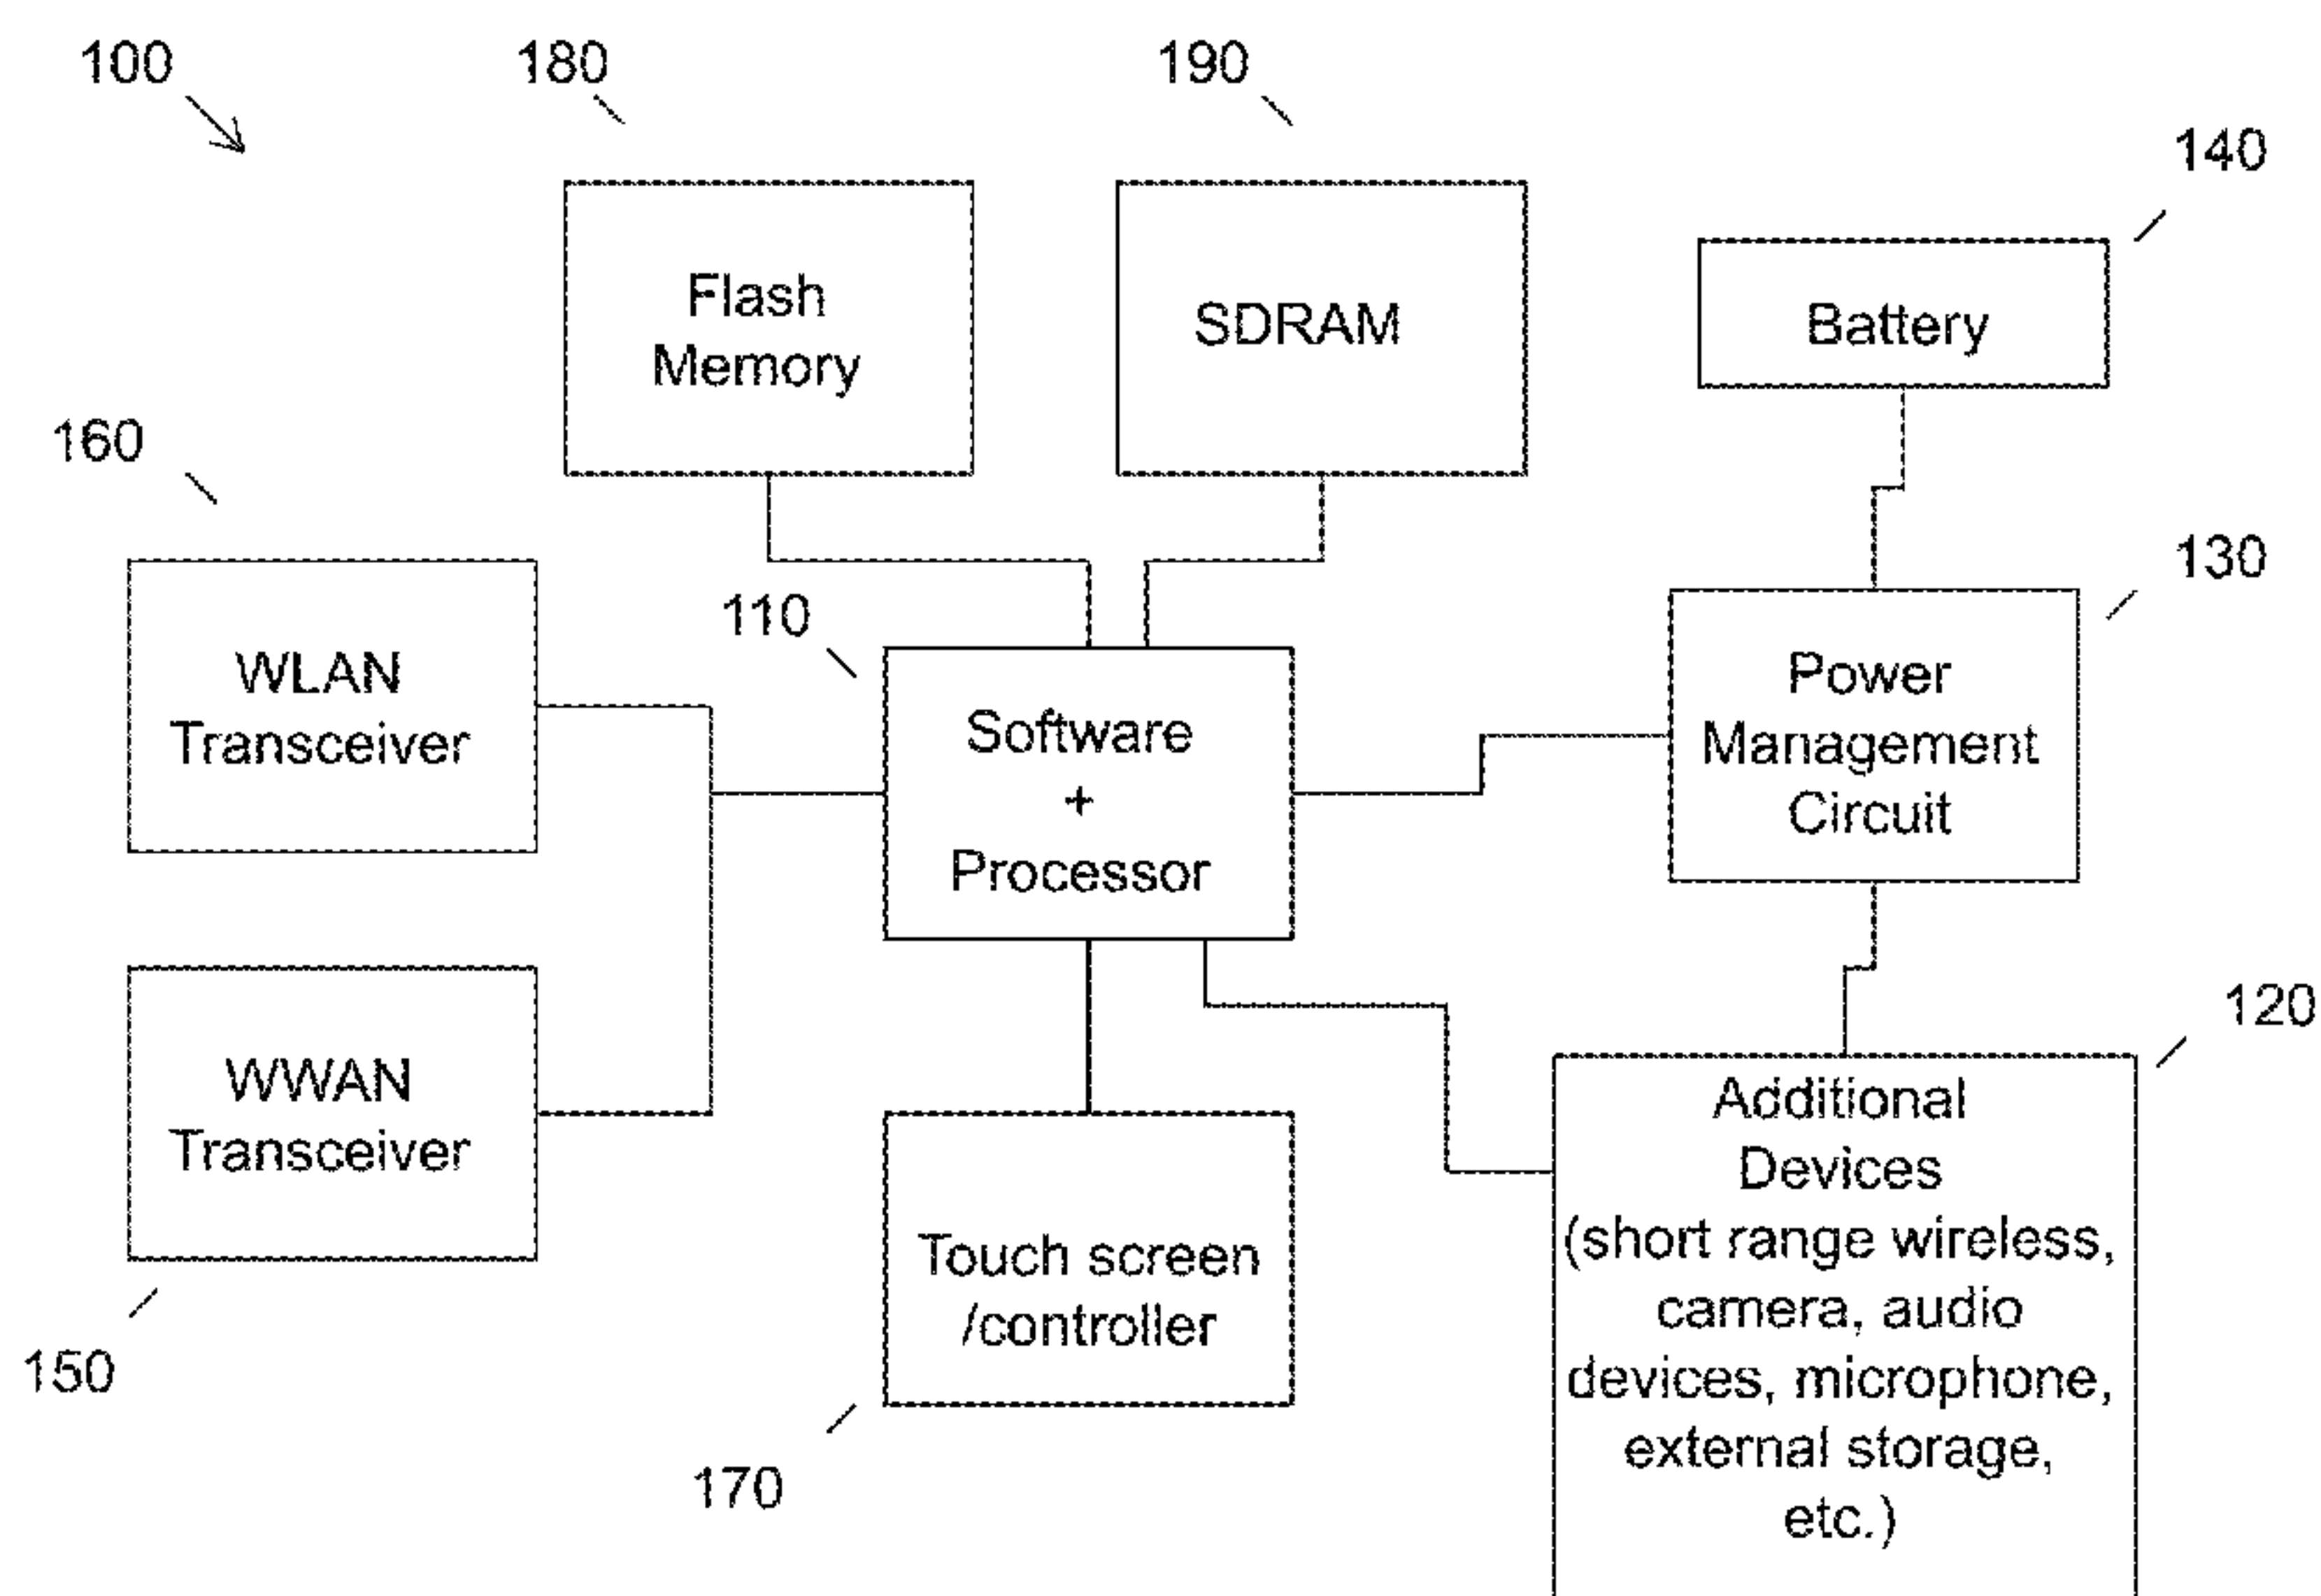 100
180
190
140
Flash
Memory
SDRAM
Battery
160
130
110
WLAN
Transceiver
Software
+
Processor
Power
Management
Circuit
120
WWAN
Transceiver
Touch screen
/controller
Additional
Devices
(short range wireless,
camera, audio
devices, microphone,
external storage,
etc.)
150
170